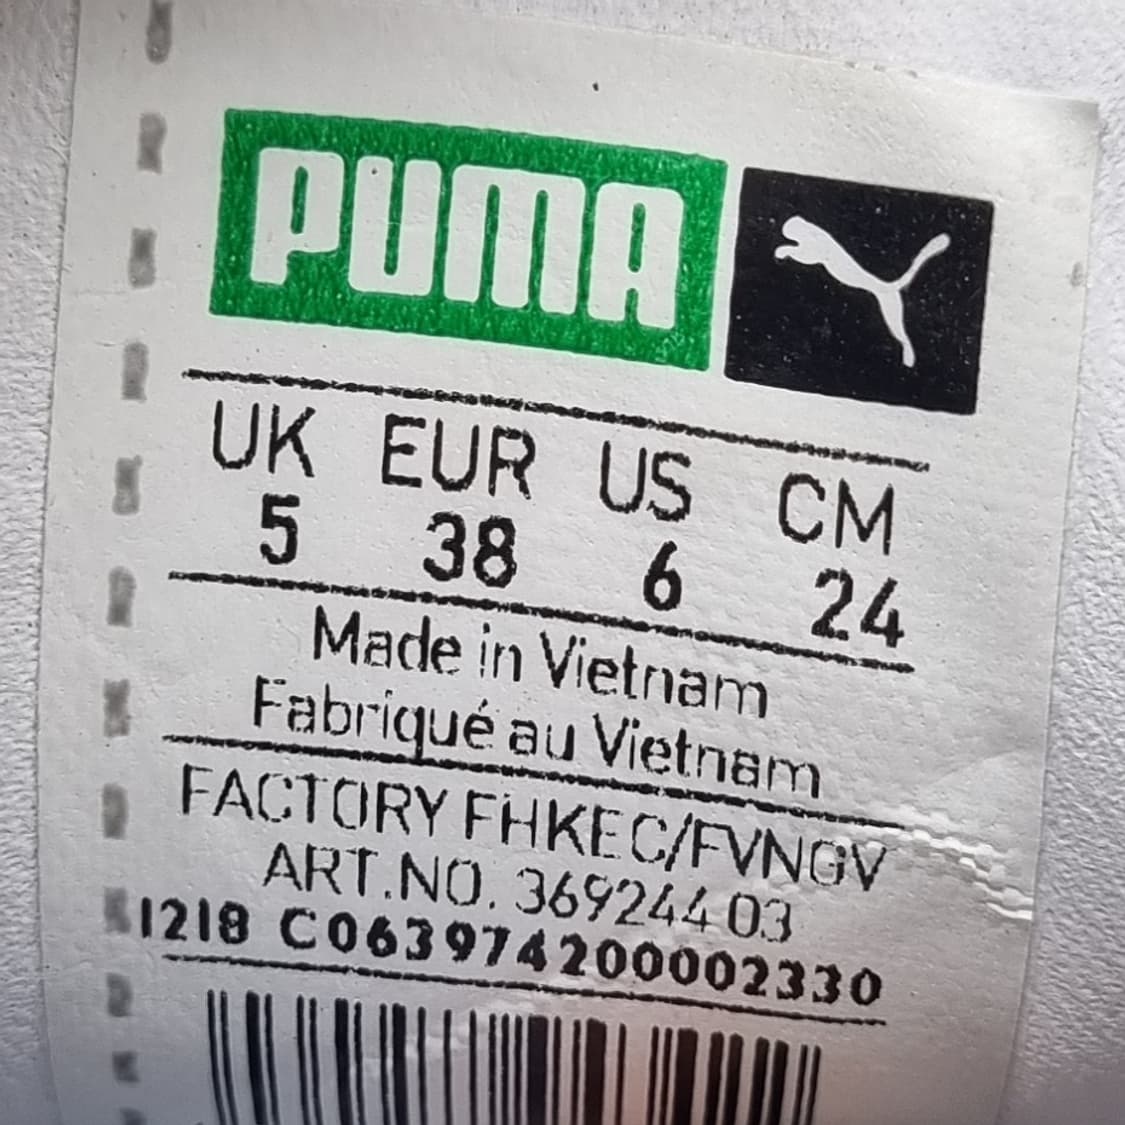 PUMA
UK EUR US CM
5 38 6 24
Made in Vietnam
Fabriqué au Vietnam
FACTORY FHKEC/FVNGV
ART.NO. 369244 03
1218 C063974200002330